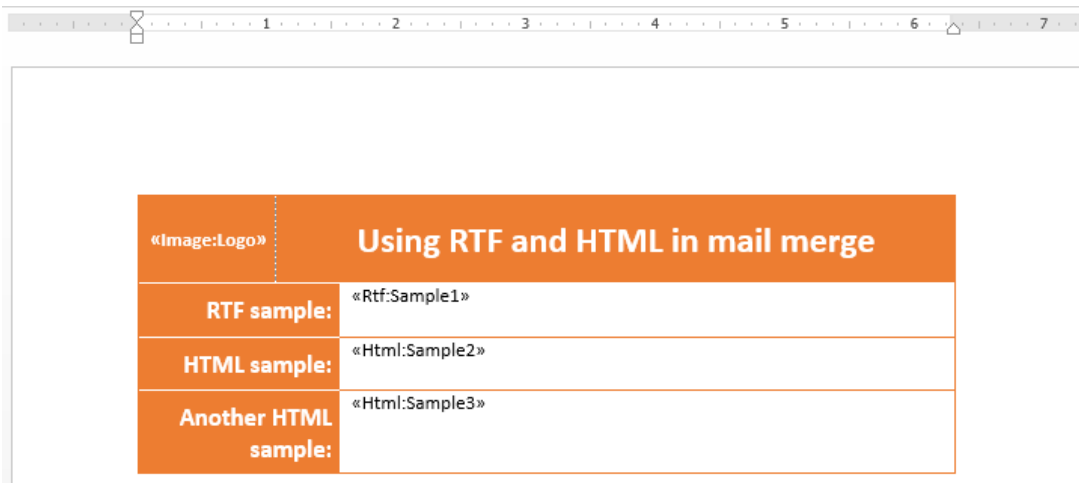 1 2 3 4 5 6 7
«Image:Logo» Using RTF and HTML in mail merge
RTF sample: «Rtf:Sample1»
HTML sample: «Html:Sample2»
Another HTML «Html:Sample3»
sample: